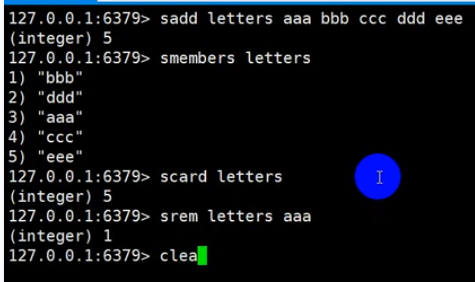 127.0.0.1:6379> sadd letters aaa bbb ccc ddd eee
(integer) 5
127.0.0.1:6379> smembers letters
1) "bbb"
2) "ddd"
3) "aaa"
4) "ccc"
5) "eee"
127.0.0.1:6379> scard letters
(integer) 5
127.0.0.1:6379> srem letters aaa
(integer) 1
127.0.0.1:6379> clea